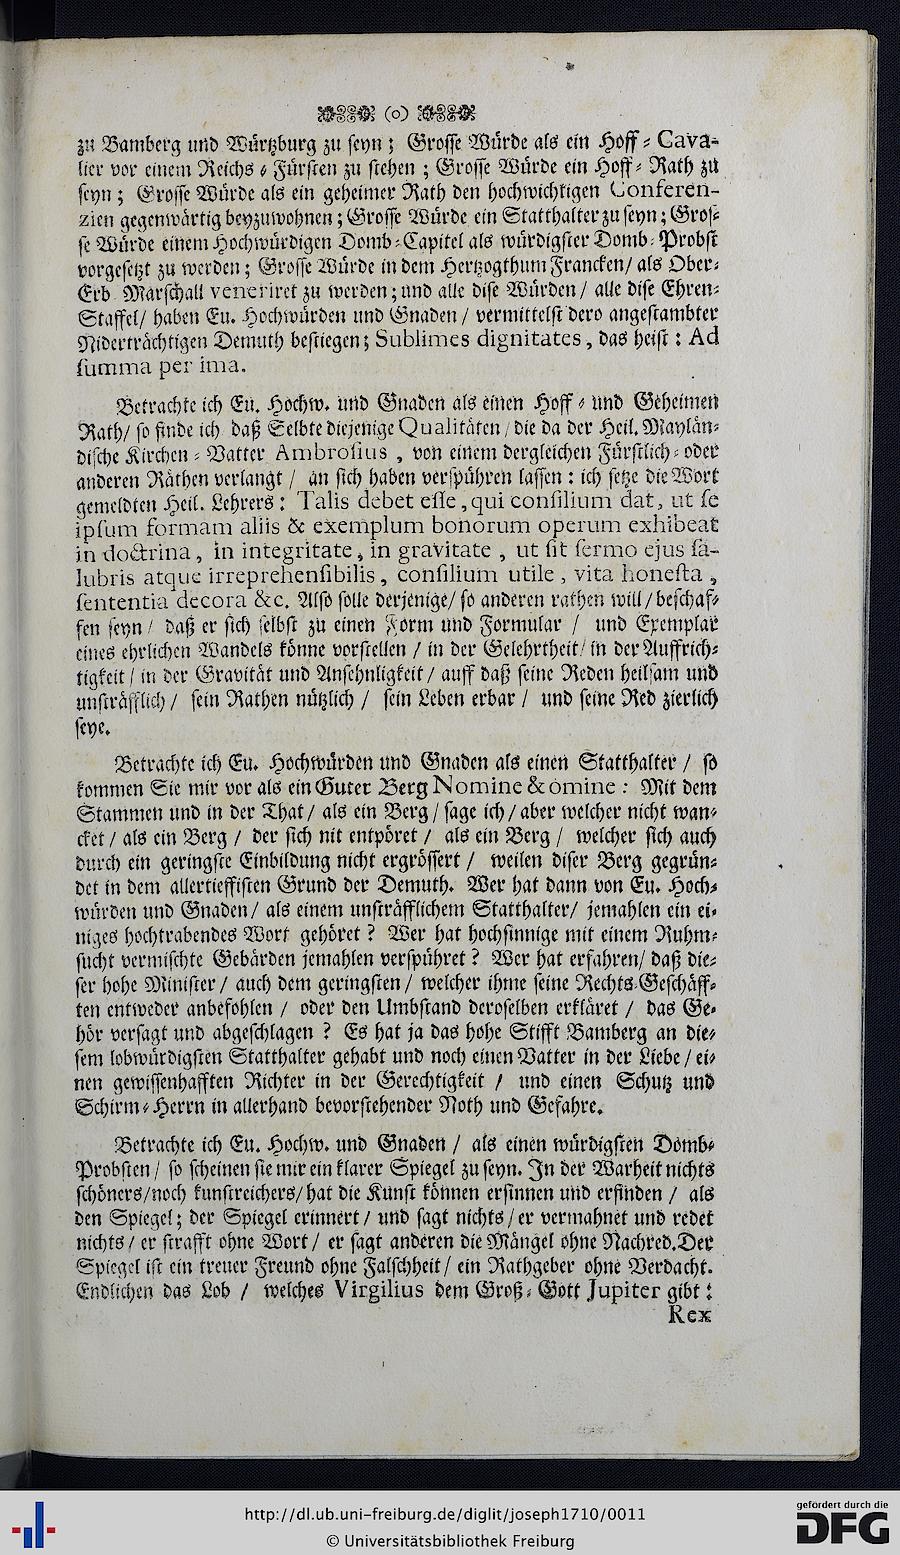 (o)
zu Bamberg und Würtzburg zu seyn ; Grosse Würde als ein Hoff - Cava-
lier vor einem Reichs - Fürsten zu stehen ; Grosse Würde ein Hoff - Rath zu
seyn ; Grosse Würde als ein geheimer Rath den hochwichtigen Conferen-
zien gegenwärtig beyzuwohnen ; Grosse Würde ein Statthalter zu seyn ; Gros-
se Würde einem Hochwürdigen Domb-Capitel als würdigster Domb-Probst
vorgesetzt zu werden ; Grosse Würde in dem Hertzogthum Francken/ als Ober-
Erb Marschall veneriret zu werden ; und alle dise Würden / alle dise Ehren-
Staffel/ haben Eu. Hochwürden und Gnaden / vermittelst dero angestambter
Niderträchtigen Demuth bestiegen ; Sublimes dignitates , das heist : Ad
summa per ima.
Betrachte ich Eu. Hochw. und Gnaden als einen Hoff - und Geheimen
Rath/ so finde ich daß Selbte diejenige Qualitäten / die da der Heil. Maylän-
dische Kirchen - Vatter Ambrosius , von einem dergleichen Fürstlich - oder
anderen Räthen verlangt / an sich haben verspühren lassen : ich setze die Wort
gemeldten Heil. Lehrers : Talis debet esse , qui consilium dat , ut se
ipsum formam aliis & exemplum bonorum operum exhibeat
in doctrina , in integritate , in gravitate , ut sit sermo ejus sa-
lubris atque irreprehensibilis , consilium utile , vita honesta ,
sententia decora &c. Also solle derjenige/ so anderen rathen will / beschaf-
fen seyn / daß er sich selbst zu einen Form und Formular / und Exemplar
eines ehrlichen Wandels könne vorstellen / in der Gelehrtheit / in der Auffrich-
tigkeit / in der Gravität und Ansehnligkeit / auff daß seine Reden heilsam und
unsträfflich / sein Rathen nützlich / sein Leben erbar / und seine Red zierlich
seye.
Betrachte ich Eu. Hochwürden und Gnaden als einen Statthalter / so
kommen Sie mir vor als ein Guter Berg Nomine & omine : Mit dem
Stammen und in der That / als ein Berg / sage ich / aber welcher nicht wan-
cket / als ein Berg / der sich nit entpöret / als ein Berg / welcher sich auch
durch ein geringste Einbildung nicht ergrössert / weilen diser Berg gegrün-
det in dem allertieffisten Grund der Demuth. Wer hat dann von Eu. Hoch-
würden und Gnaden / als einem unsträfflichem Statthalter/ jemahlen ein ei-
niges hochtrabendes Wort gehöret ? Wer hat hochsinnige mit einem Ruhm-
sucht vermischte Gebärden jemahlen verspühret ? Wer hat erfahren/ daß die-
ser hohe Minister / auch dem geringsten / welcher ihme seine Rechts-Geschäff-
ten entweder anbefohlen / oder den Umbstand deroselben erkläret / das Ge-
hör versagt und abgeschlagen ? Es hat ja das hohe Stifft Bamberg an die-
sem lobwürdigsten Statthalter gehabt und noch einen Vatter in der Liebe / ei-
nen gewissenhafften Richter in der Gerechtigkeit / und einen Schutz und
Schirm-Herrn in allerhand bevorstehender Noth und Gefahre.
Betrachte ich Eu. Hochw. und Gnaden / als einen würdigsten Domb-
Probsten / so scheinen sie mir ein klarer Spiegel zu seyn. In der Warheit nichts
schöners/noch kunstreichers/ hat die Kunst können ersinnen und erfinden / als
den Spiegel ; der Spiegel erinnert / und sagt nichts / er vermahnet und redet
nichts / er strafft ohne Wort / er sagt anderen die Mängel ohne Nachred. Der
Spiegel ist ein treuer Freund ohne Falschheit / ein Rathgeber ohne Verdacht.
Endlichen das Lob / welches Virgilius dem Groß-Gott Jupiter gibt :
Rex
http://dl.ub.uni-freiburg.de/diglit/joseph1710/0011
© Universitätsbibliothek Freiburg
gefördert durch die
DFG